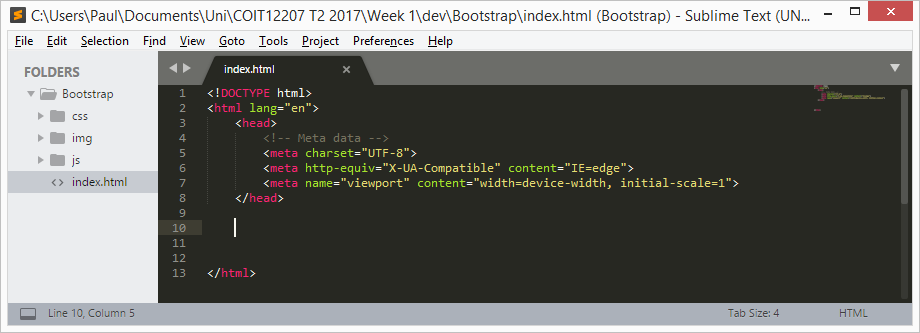 C:\Users\Paul\Documents\Uni\COIT12207 T2 2017\Week 1\dev\Bootstrap\index.html (Bootstrap) - Sublime Text (UN...
File Edit Selection Find View Goto Tools Project Preferences Help
FOLDERS
Bootstrap
css
img
js
<> index.html
index.html ×
1 <!DOCTYPE html>
2 <html lang="en">
3 <head>
4 <!-- Meta data -->
5 <meta charset="UTF-8">
6 <meta http-equiv="X-UA-Compatible" content="IE=edge">
7 <meta name="viewport" content="width=device-width, initial-scale=1">
8 </head>
9
10
11
12
13 </html>
Line 10, Column 5 Tab Size: 4 HTML